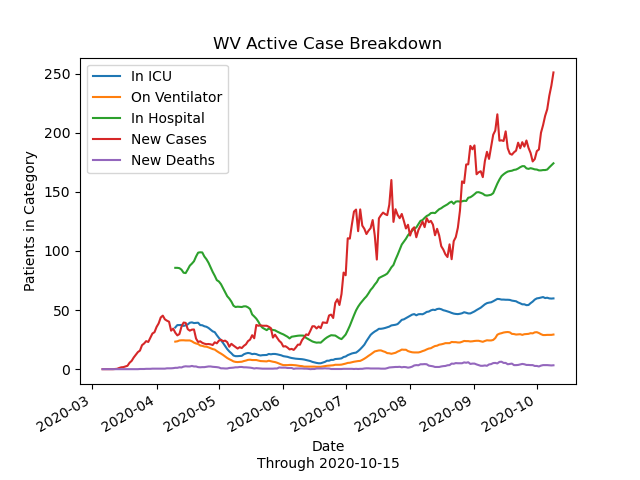 WV Active Case Breakdown
In ICU
On Ventilator
In Hospital
New Cases
New Deaths
Patients in Category
250
200
150
100
50
0
2020-03
2020-04
2020-05
2020-06
2020-07
2020-08
2020-09
2020-10
Date
Through 2020-10-15